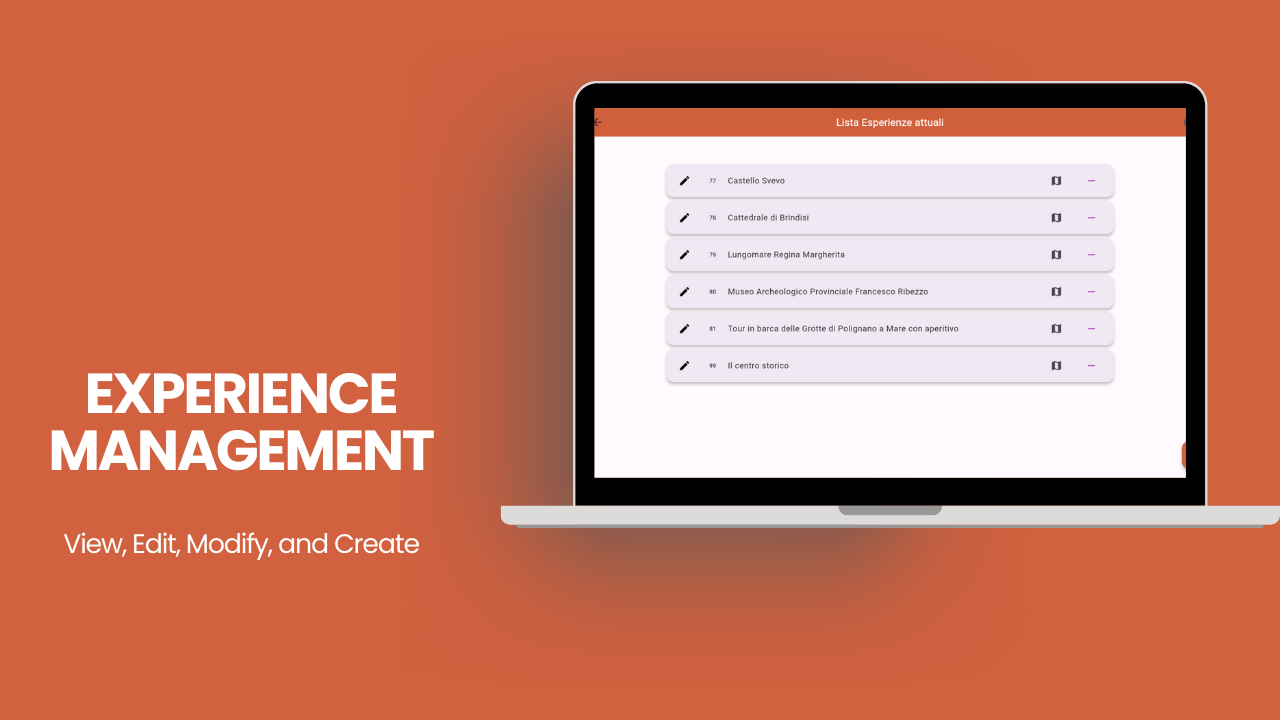 EXPERIENCE
MANAGEMENT
View, Edit, Modify, and Create
Lista Esperienze attuali
77 Castello Svevo
78 Cattedrale di Brindisi
79 Lungomare Regina Margherita
80 Museo Archeologico Provinciale Francesco Ribezzo
81 Tour in barca delle Grotte di Polignano a Mare con aperitivo
99 Il centro storico